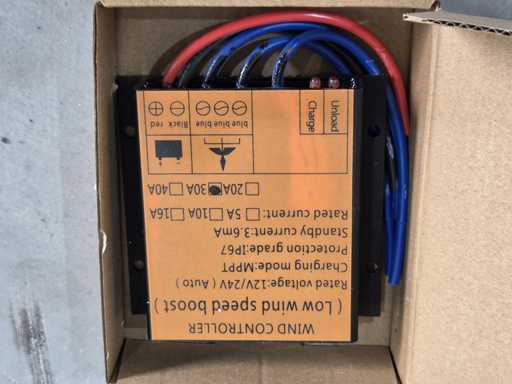 WIND CONTROLLER
( Low wind speed boost )
Rated voltage:12V/24V ( Auto )
Charging mode:MPPT
Protection grade:IP67
Standby current:3.6mA
Rated current: 5A 10A 16A
20A 30A 40A
red Black blue blue blue
Charge
Unload